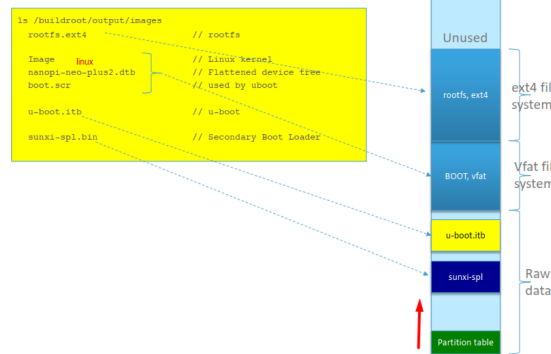 ls /buildroot/output/images
rootfs.ext4 // rootfs
Image linux // Linux kernel
nanopi-neo-plus2.dtb // Flattened device tree
boot.scr // used by uboot
u-boot.itb // u-boot
sunxi-spl.bin // Secondary Boot Loader
Unused
rootfs, ext4
ext4 fil
system
BOOT, vfat
Vfat fil
system
u-boot.itb
sunxi-spl
Raw
data
Partition table